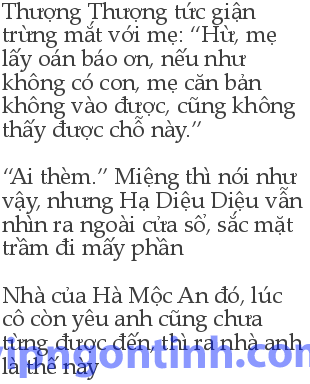 Thượng Thượng tức giận
trừng mắt với mẹ: “Hừ, mẹ
lấy oán báo ơn, nếu như
không có con, mẹ căn bản
không vào được, cũng không
thấy được chỗ này.”
“Ai thèm.” Miệng thì nói như
vậy, nhưng Hạ Diệu Diệu vẫn
nhìn ra ngoài cửa sổ, sắc mặt
trầm đi mấy phần
Nhà của Hà Mộc An đó, lúc
cô còn yêu anh cũng chưa
từng được đến, thì ra nhà anh
là thế này
vipngontinh.com